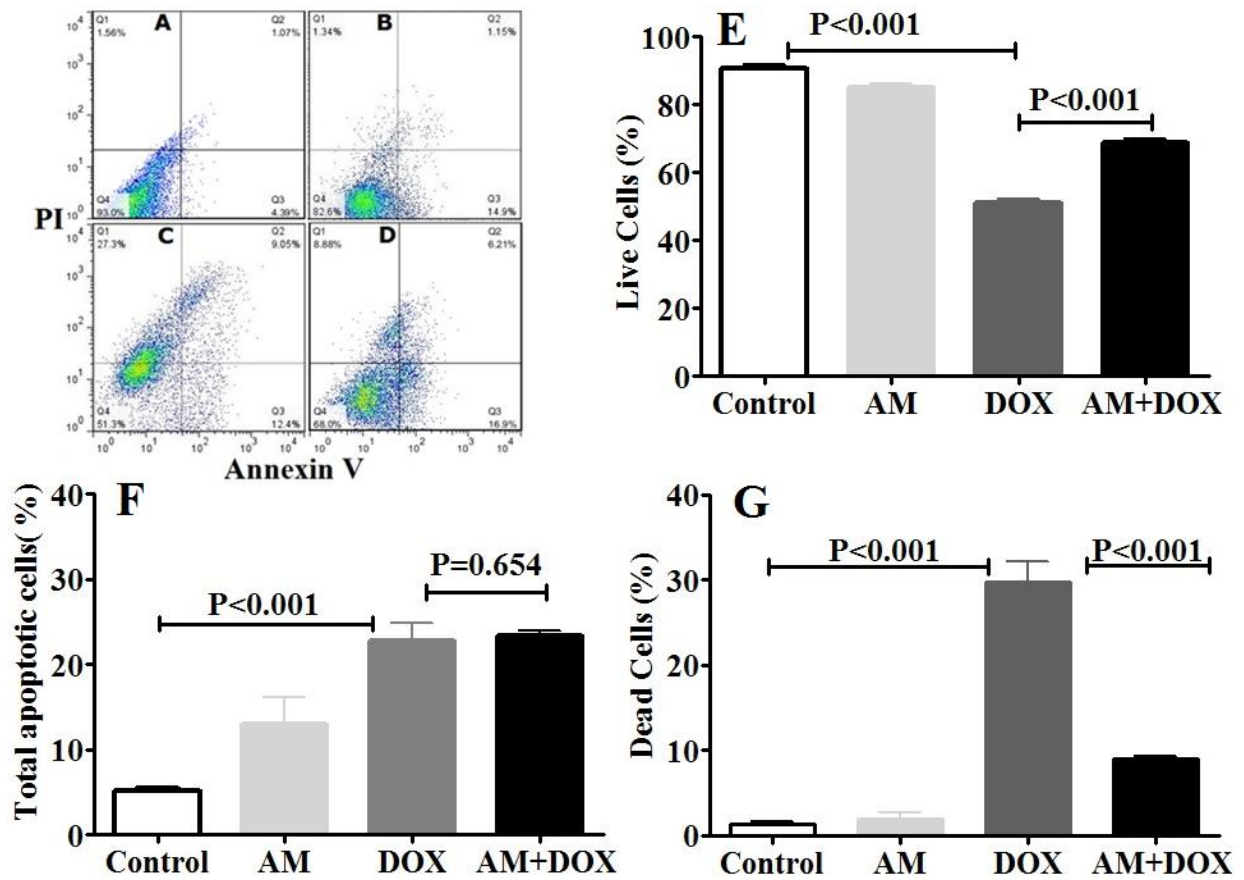 A
Q1
1.56%
Q2
1.07%
Q4
93.0%
Q3
4.39%
B
Q1
1.34%
Q2
1.15%
Q4
82.6%
Q3
14.9%
C
Q1
27.3%
Q2
9.05%
Q4
51.3%
Q3
12.4%
D
Q1
8.88%
Q2
6.21%
Q4
68.0%
Q3
16.9%
10⁴
10³
10²
10¹
10⁰
10⁴
10³
10²
10¹
10⁰
10⁰ 10¹ 10² 10³ 10⁴
10⁰ 10¹ 10² 10³ 10⁴
PI
Annexin V
E
P<0.001
P<0.001
Live Cells (%)
100
80
60
40
20
0
Control AM DOX AM+DOX
F
P<0.001
P=0.654
Total apoptotic cells( %)
40
30
20
10
0
Control AM DOX AM+DOX
G
P<0.001
P<0.001
Dead Cells (%)
40
30
20
10
0
Control AM DOX AM+DOX